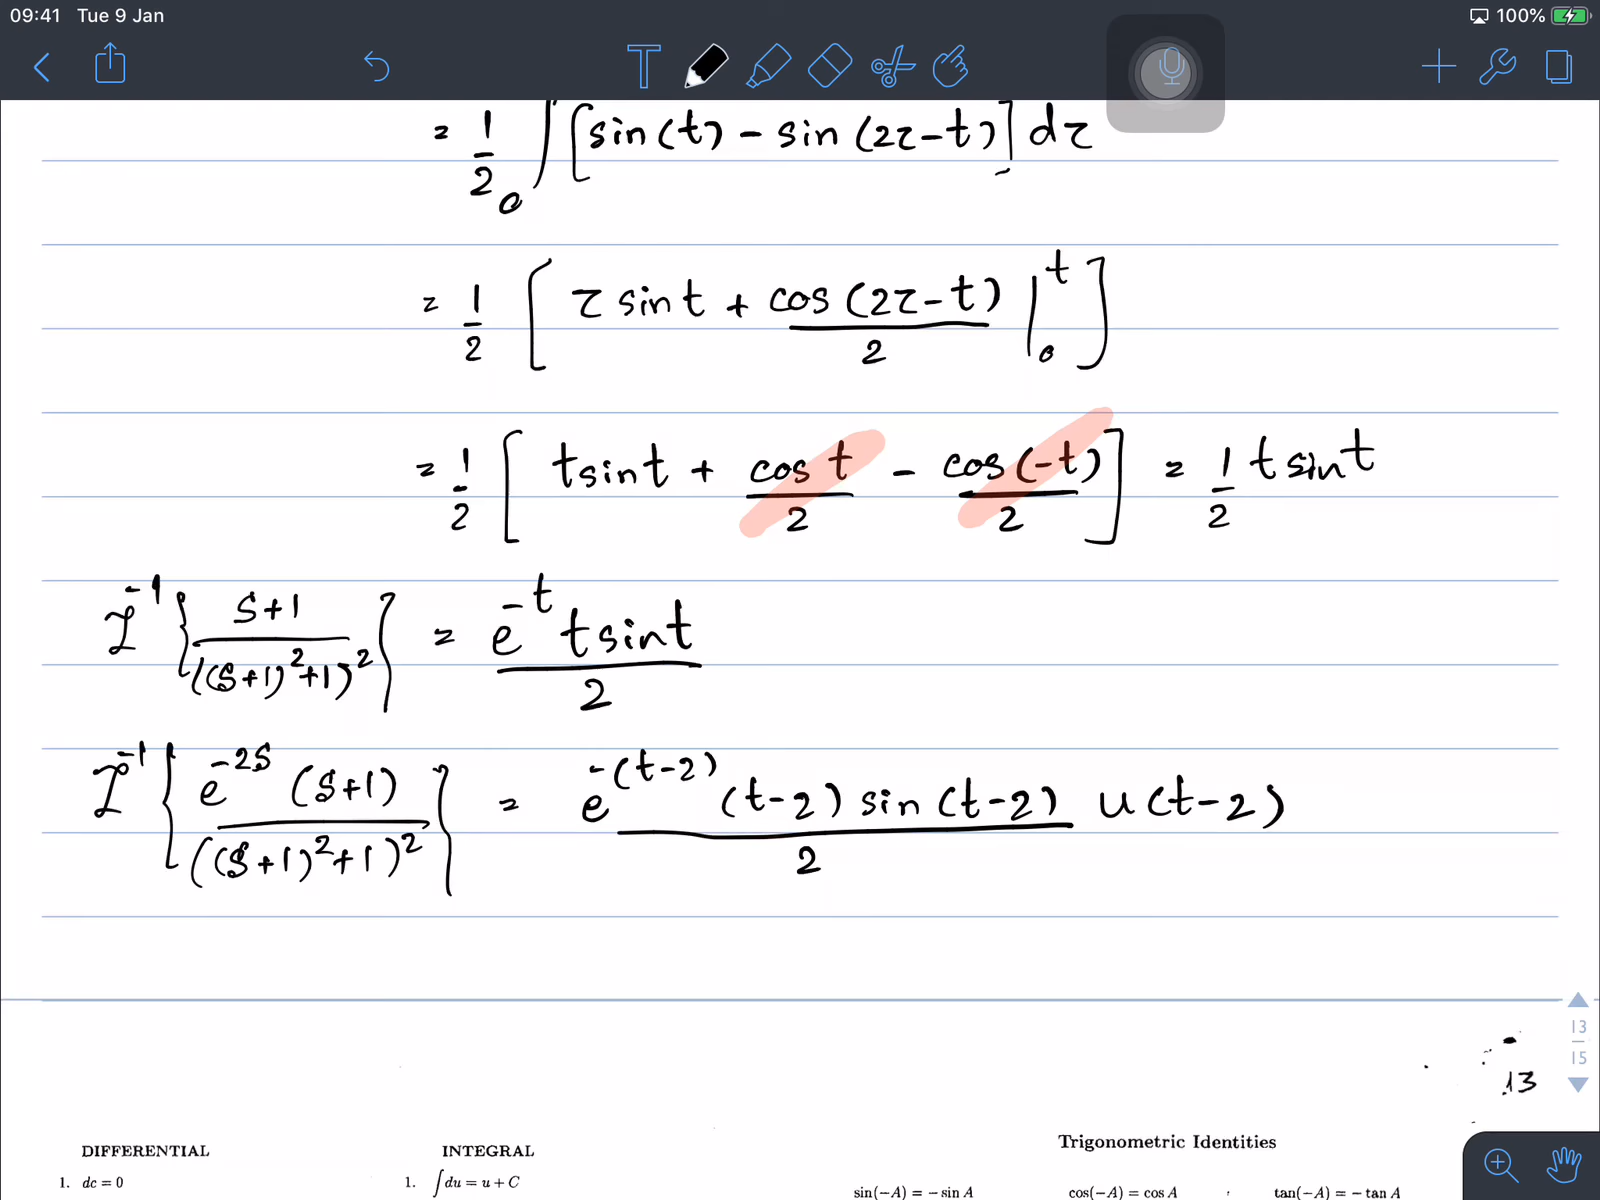 09:41 Tue 9 Jan 100%
= 1/2 ∫₀ [sin(t) - sin(2τ-t)] dτ
= 1/2 [τ sin t + cos(2τ-t)/2 |₀ᵗ]
= 1/2 [t sin t + cos t/2 - cos(-t)/2] = 1/2 t sin t
ℒ⁻¹{s+1/((s+1)²+1)²} = e⁻ᵗ t sin t/2
ℒ⁻¹{e⁻²ˢ (s+1)/((s+1)²+1)²} = e^-(t-2) (t-2) sin(t-2)/2 u(t-2)
13
15
13
DIFFERENTIAL INTEGRAL Trigonometric Identities
1. dc = 0 1. ∫du = u + C sin(-A) = - sin A cos(-A) = cos A , tan(-A) = - tan A